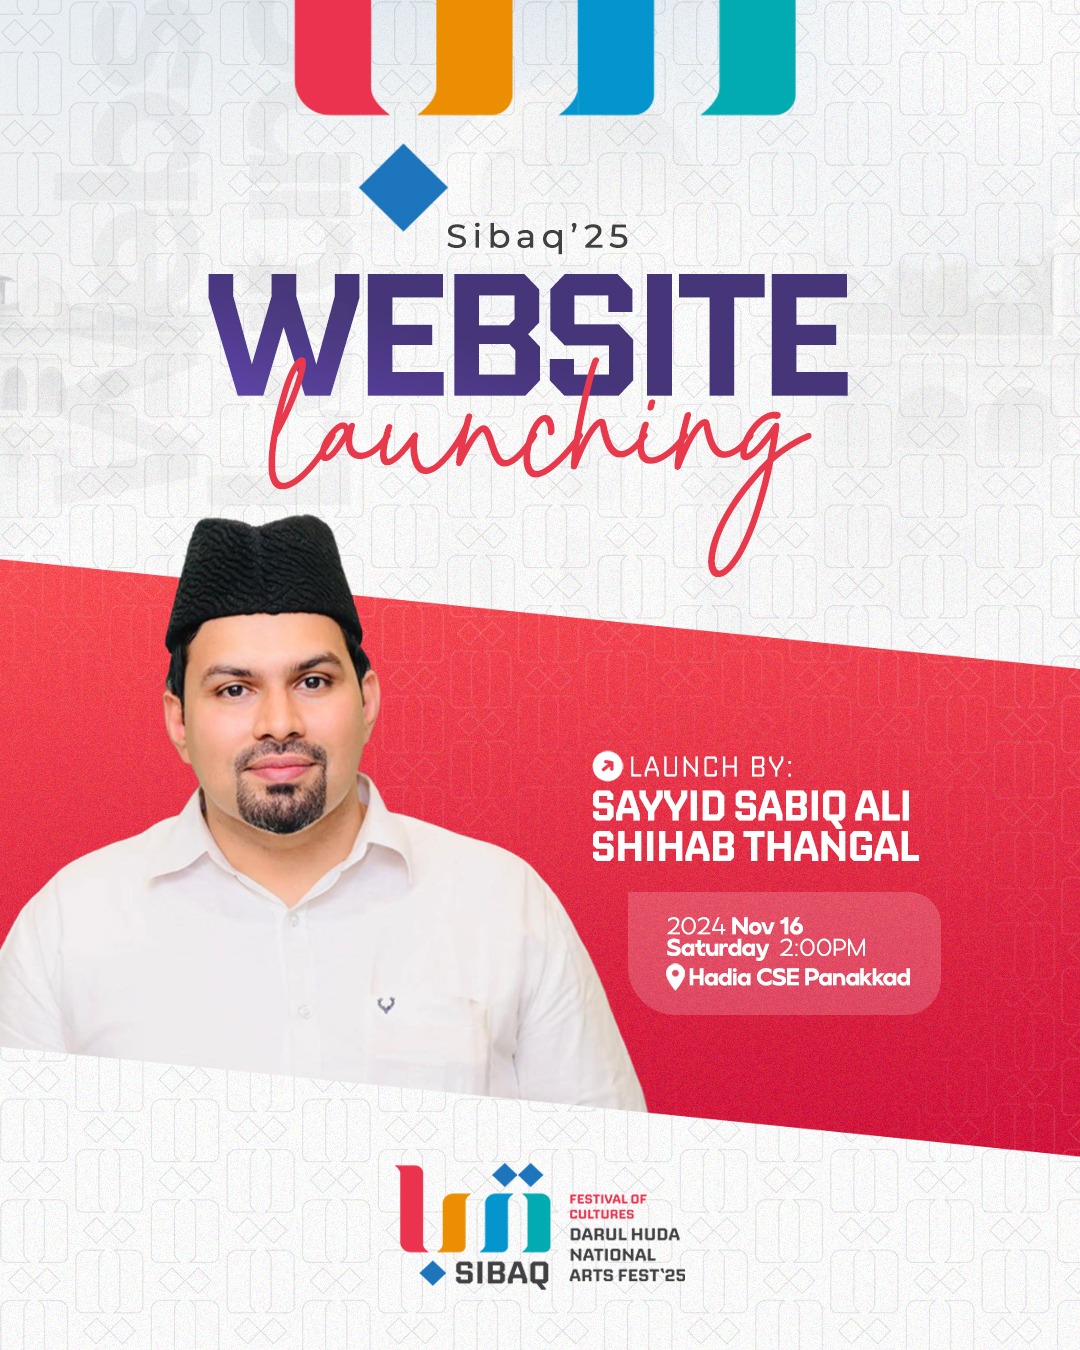 Sibaq’25
WEBSITE
launching
LAUNCH BY:
SAYYID SABIQ ALI
SHIHAB THANGAL
2024 Nov 16
Saturday 2:00PM
Hadia CSE Panakkad
SIBAQ
FESTIVAL OF
CULTURES
DARUL HUDA
NATIONAL
ARTS FEST'25